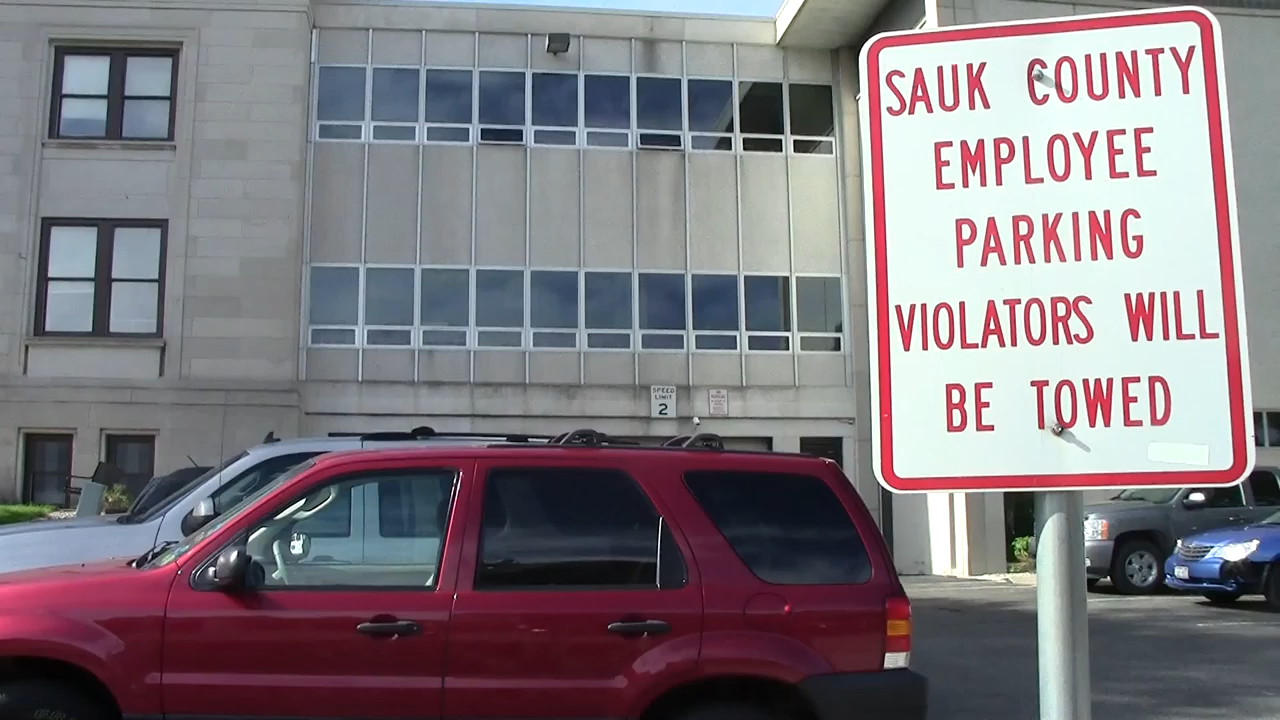 SAUK COUNTY
EMPLOYEE
PARKING
VIOLATORS WILL
BE TOWED
SPEED
LIMIT
2